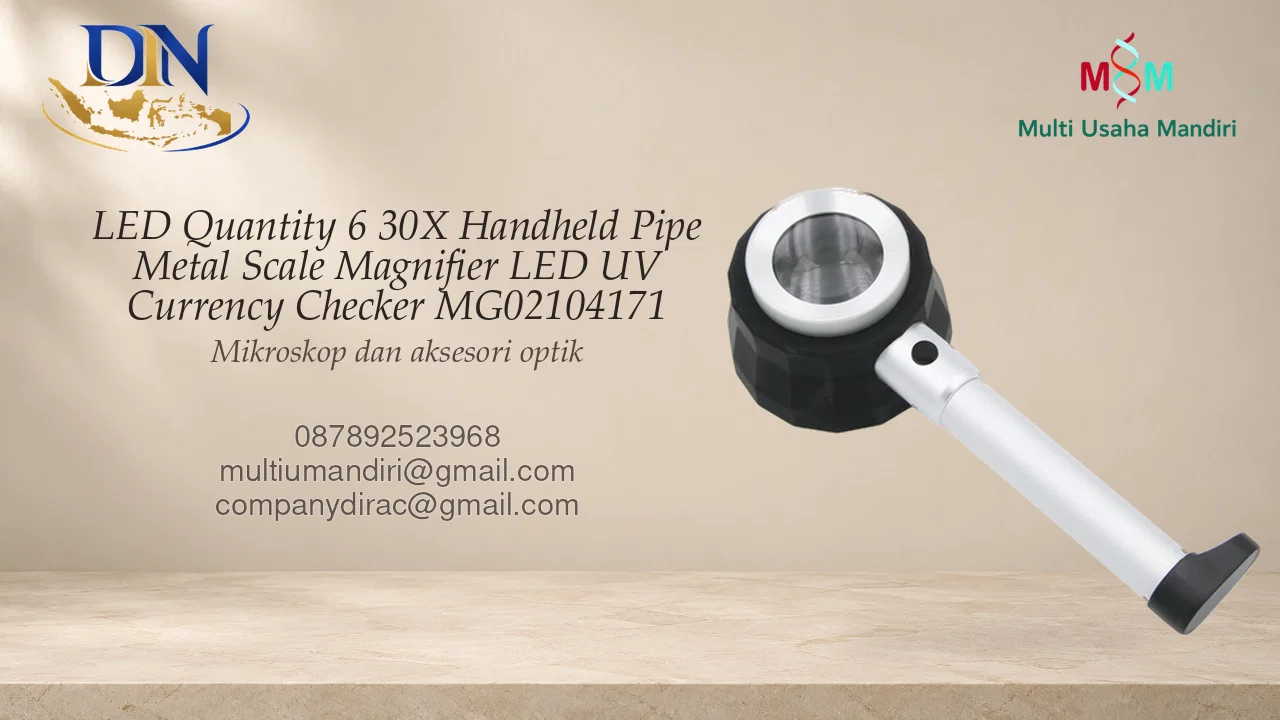 DIN
M M
Multi Usaha Mandiri
LED Quantity 6 30X Handheld Pipe
Metal Scale Magnifier LED UV
Currency Checker MG02104171
Mikroskop dan aksesori optik
087892523968
multiumandiri@gmail.com
companydirac@gmail.com